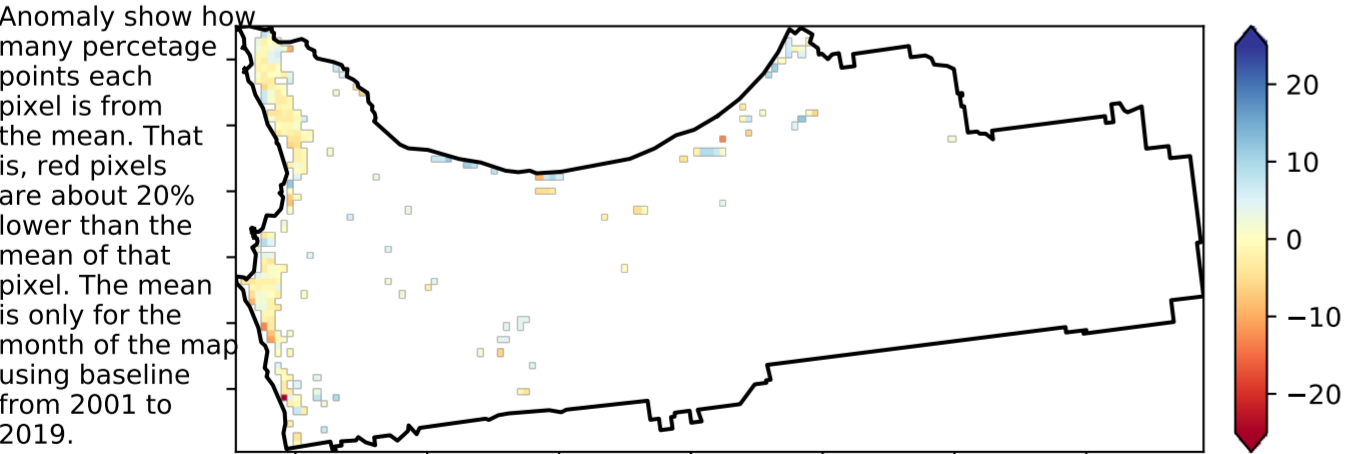 Anomaly show how
many percetage
points each
pixel is from
the mean. That
is, red pixels
are about 20%
lower than the
mean of that
pixel. The mean
is only for the
month of the map
using baseline
from 2001 to
2019.
20
10
0
−10
−20